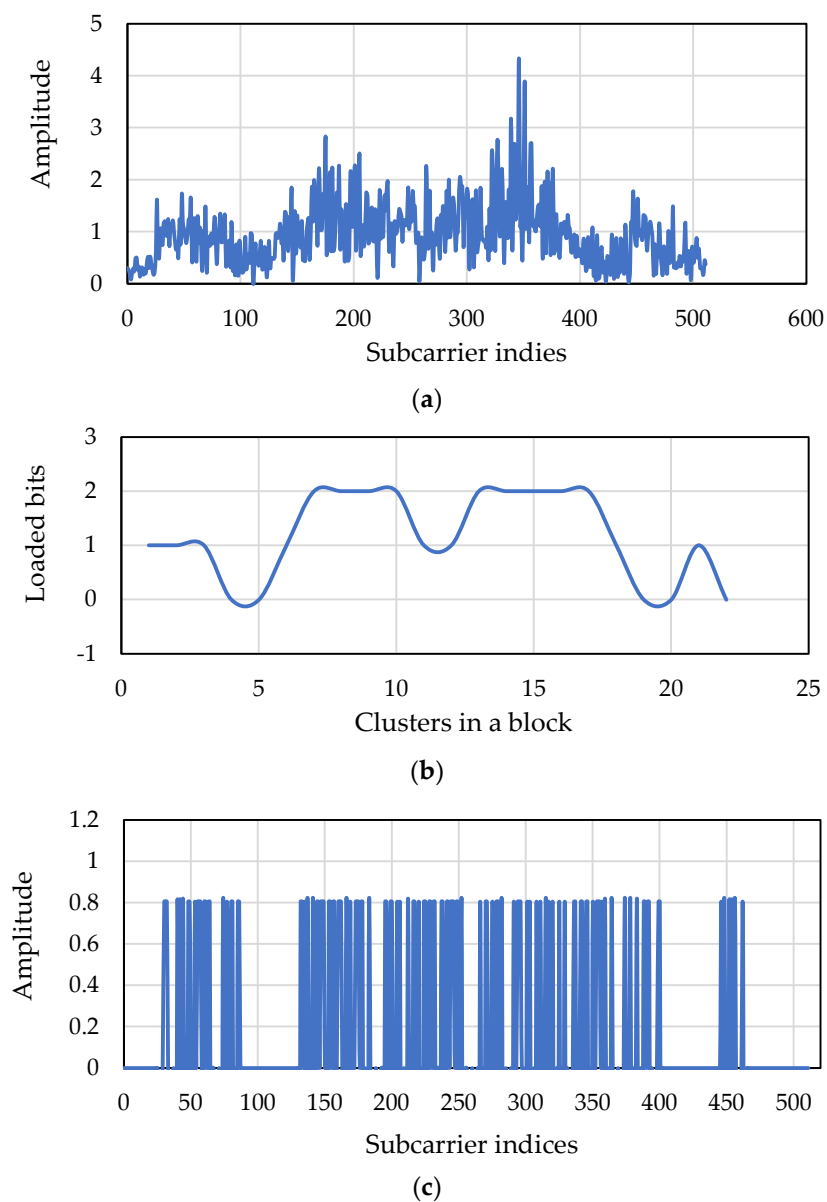 5
4
3
2
1
0
Amplitude
0 100 200 300 400 500 600
Subcarrier indies
(a)
3
2
1
0
-1
Loaded bits
0 5 10 15 20 25
Clusters in a block
(b)
1.2
1
0.8
0.6
0.4
0.2
0
Amplitude
0 50 100 150 200 250 300 350 400 450 500
Subcarrier indices
(c)